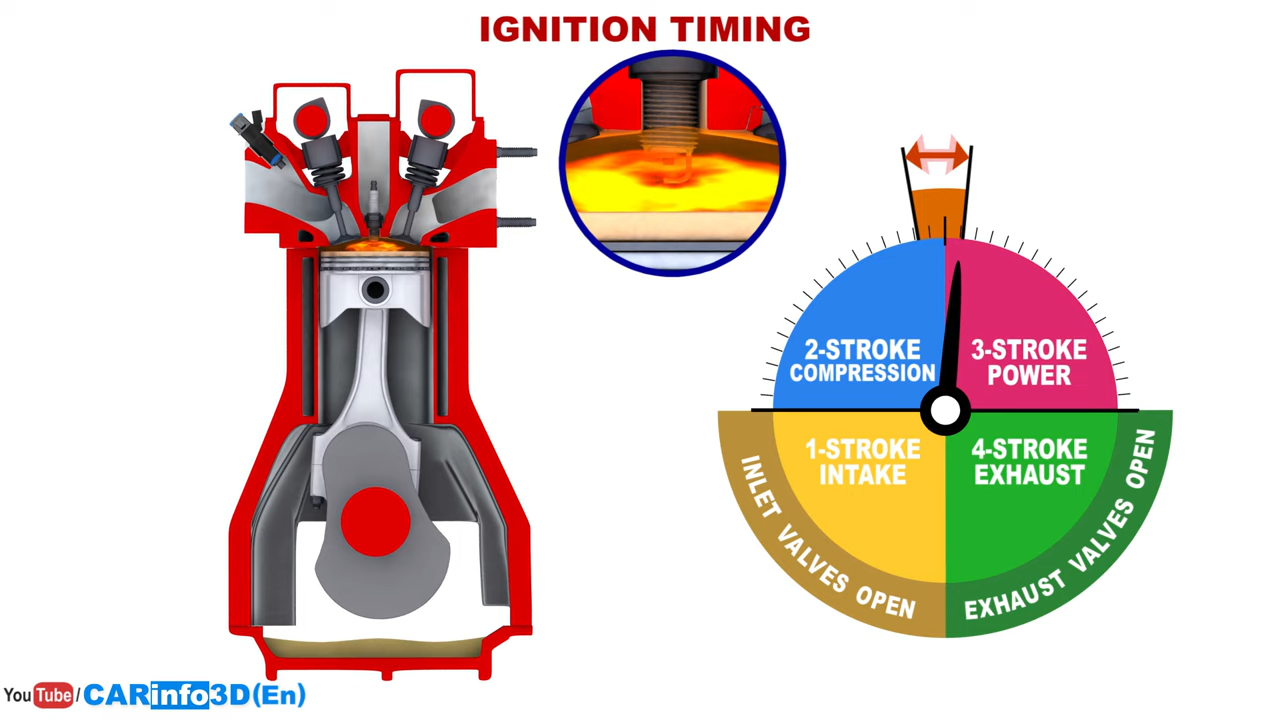 IGNITION TIMING
2-STROKE
COMPRESSION
3-STROKE
POWER
1-STROKE
INTAKE
4-STROKE
EXHAUST
INLET VALVES OPEN
EXHAUST VALVES OPEN
YouTube/CARinfo3D(En)